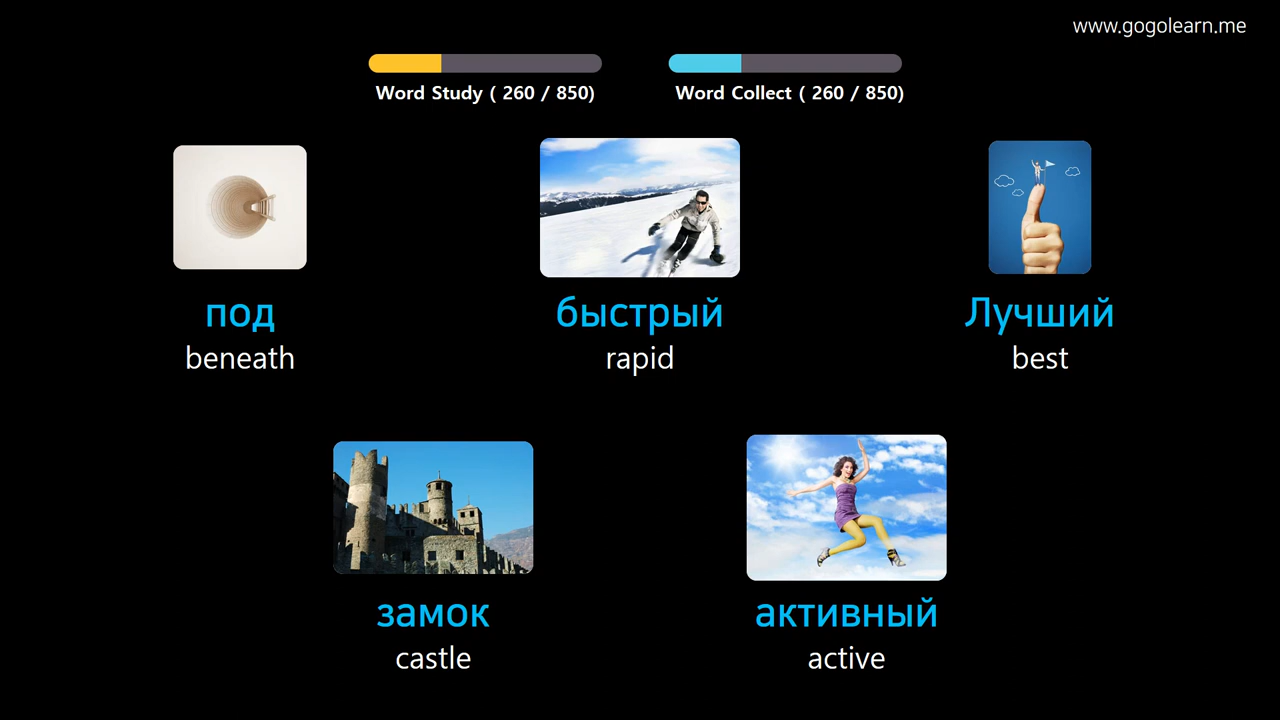 www.gogolearn.me
Word Study ( 260 / 850)
Word Collect ( 260 / 850)
под
beneath
быстрый
rapid
Лучший
best
замок
castle
активный
active